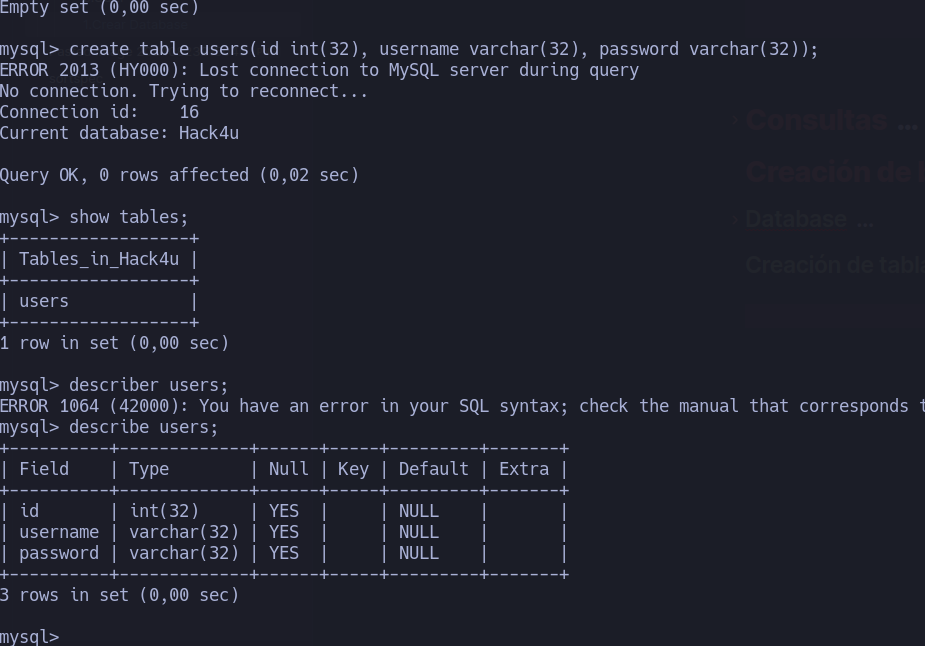 Empty set (0,00 sec)
mysql> create table users(id int(32), username varchar(32), password varchar(32));
ERROR 2013 (HY000): Lost connection to MySQL server during query
No connection. Trying to reconnect...
Connection id:    16
Current database: Hack4u
Query OK, 0 rows affected (0,02 sec)
mysql> show tables;
+------------------+
| Tables_in_Hack4u |
+------------------+
| users            |
+------------------+
1 row in set (0,00 sec)
mysql> describer users;
ERROR 1064 (42000): You have an error in your SQL syntax; check the manual that corresponds t
mysql> describe users;
+----------+-------------+------+-----+---------+-------+
| Field    | Type        | Null | Key | Default | Extra |
+----------+-------------+------+-----+---------+-------+
| id       | int(32)     | YES  |     | NULL    |       |
| username | varchar(32) | YES  |     | NULL    |       |
| password | varchar(32) | YES  |     | NULL    |       |
+----------+-------------+------+-----+---------+-------+
3 rows in set (0,00 sec)
mysql>
Consultas ...
Creación de
Database ...
Creación de tabl